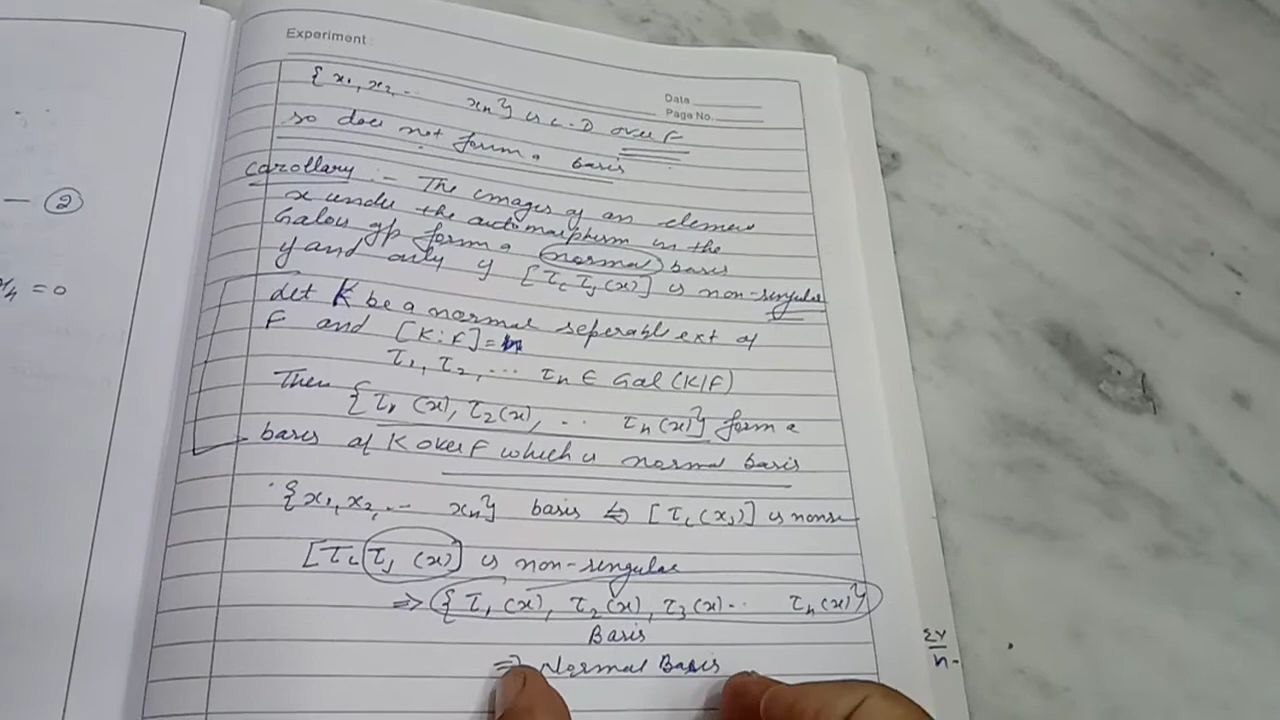 — ②
x₄ = 0
Experiment
Date
Page No.
{ x₁, x₂, .. xₙ} is L.D over F
so does not form a basis
Corollary :- The images of an element
x under the automorphism in the
Galois gp form a normal basis
if and only if [τᵢ τⱼ(x)] is non-singular
Let K be a normal seperable ext of
F and [K:F]=n
τ₁, τ₂, ... τₙ ∈ Gal (K/F)
Then {τ₁ (x), τ₂(x), .. τₙ(x)} form a
basis of K over F which is normal basis
{x₁, x₂, .. xₙ} basis ⇔ [τᵢ(xⱼ)] is nonse
[τᵢ τⱼ (x)] is non-singular
⇒ { τ₁ (x), τ₂(x), τ₃(x) .. τₙ(x)}
Basis
⇒ Normal Basis